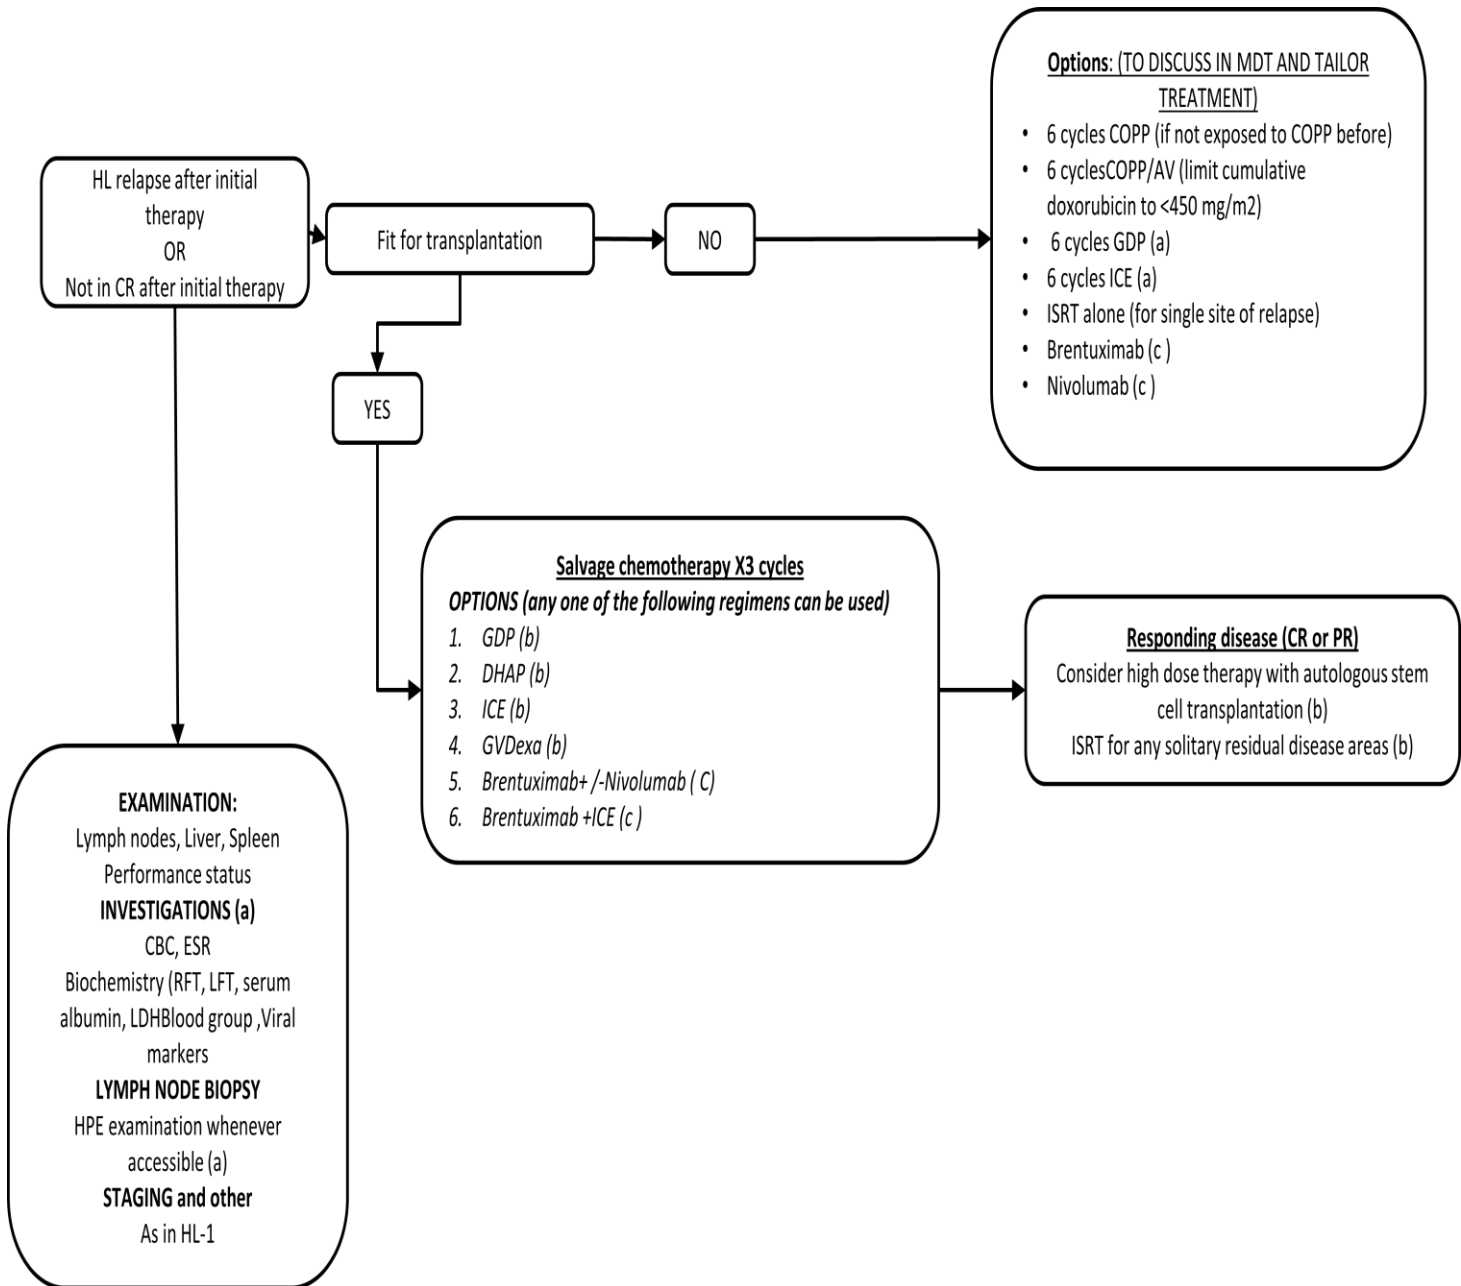 HL relapse after initial
therapy
OR
Not in CR after initial therapy
Fit for transplantation
NO
Options: (TO DISCUSS IN MDT AND TAILOR
TREATMENT)
• 6 cycles COPP (if not exposed to COPP before)
• 6 cyclesCOPP/AV (limit cumulative
doxorubicin to <450 mg/m2)
• 6 cycles GDP (a)
• 6 cycles ICE (a)
• ISRT alone (for single site of relapse)
• Brentuximab (c )
• Nivolumab (c )
YES
Salvage chemotherapy X3 cycles
OPTIONS (any one of the following regimens can be used)
1. GDP (b)
2. DHAP (b)
3. ICE (b)
4. GVDexa (b)
5. Brentuximab+ /-Nivolumab ( C)
6. Brentuximab +ICE (c )
Responding disease (CR or PR)
Consider high dose therapy with autologous stem
cell transplantation (b)
ISRT for any solitary residual disease areas (b)
EXAMINATION:
Lymph nodes, Liver, Spleen
Performance status
INVESTIGATIONS (a)
CBC, ESR
Biochemistry (RFT, LFT, serum
albumin, LDHBlood group ,Viral
markers
LYMPH NODE BIOPSY
HPE examination whenever
accessible (a)
STAGING and other
As in HL-1